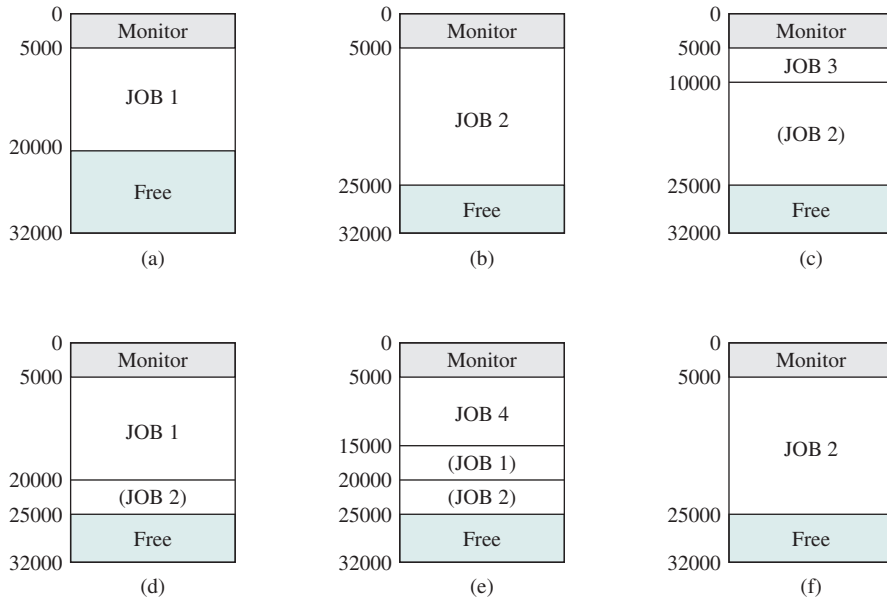 0
Monitor
5000
JOB 1
20000
Free
32000
(a)
0
Monitor
5000
JOB 2
25000
Free
32000
(b)
0
Monitor
5000
JOB 3
10000
(JOB 2)
25000
Free
32000
(c)
0
Monitor
5000
JOB 1
20000
(JOB 2)
25000
Free
32000
(d)
0
Monitor
5000
JOB 4
15000
(JOB 1)
20000
(JOB 2)
25000
Free
32000
(e)
0
Monitor
5000
JOB 2
25000
Free
32000
(f)